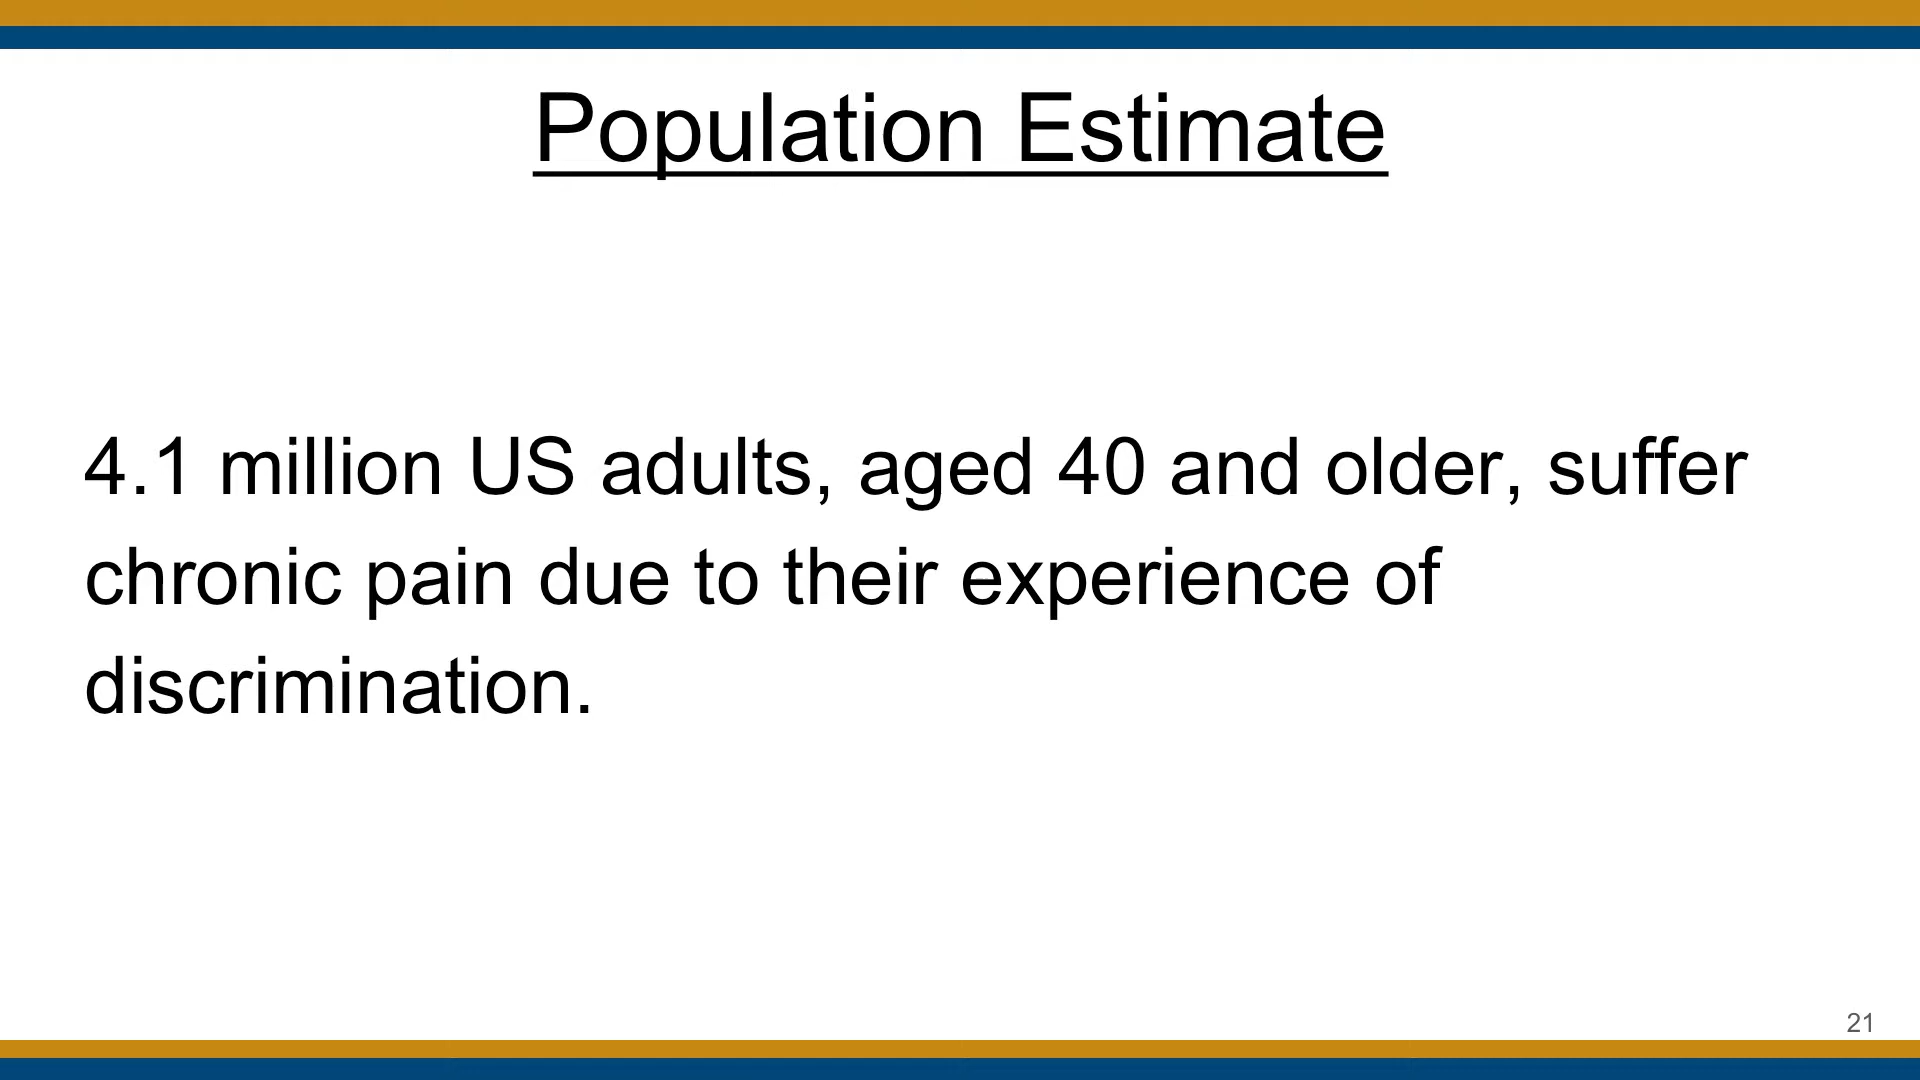 Population Estimate
4.1 million US adults, aged 40 and older, suffer
chronic pain due to their experience of
discrimination.
21